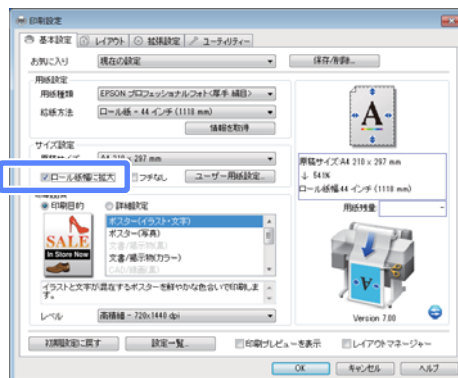 印刷設定
基本設定 レイアウト 拡張設定 ユーティリティー
お気に入り 現在の設定 保存/削除...
用紙設定
用紙種類 EPSON プロフェッショナルフォト<厚手 絹目>
給紙方法 ロール紙 - 44 インチ (1118 mm)
情報を取得
サイズ設定
A4 210 x 297 mm
ロール紙幅に拡大 フチなし ユーザー用紙設定...
A
原稿サイズ:A4 210 x 297 mm
↓ 541%
ロール紙幅:44 インチ (1118 mm)
用紙残量 -
印刷目的 詳細設定
SALE
In Store Now
ポスター(イラスト・文字)
ポスター(写真)
文書/掲示物(黒)
文書/掲示物(カラー)
CAD/線画(黒)
イラストと文字が混在するポスターを鮮やかな色合いで印刷します。
レベル 高精細 - 720x1440 dpi
Version 7.00
初期設定に戻す 設定一覧... 印刷プレビューを表示 レイアウトマネージャー
OK キャンセル ヘルプ